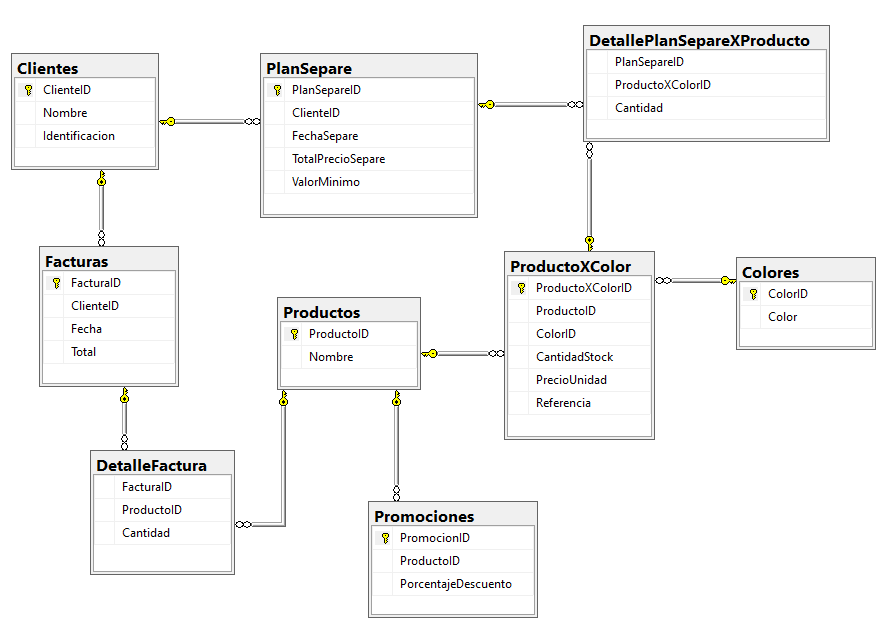 Clientes
ClienteID
Nombre
Identificacion
PlanSepare
PlanSepareID
ClienteID
FechaSepare
TotalPrecioSepare
ValorMinimo
DetallePlanSepareXProducto
PlanSepareID
ProductoXColorID
Cantidad
Facturas
FacturaID
ClienteID
Fecha
Total
Productos
ProductoID
Nombre
ProductoXColor
ProductoXColorID
ProductoID
ColorID
CantidadStock
PrecioUnidad
Referencia
Colores
ColorID
Color
DetalleFactura
FacturaID
ProductoID
Cantidad
Promociones
PromocionID
ProductoID
PorcentajeDescuento